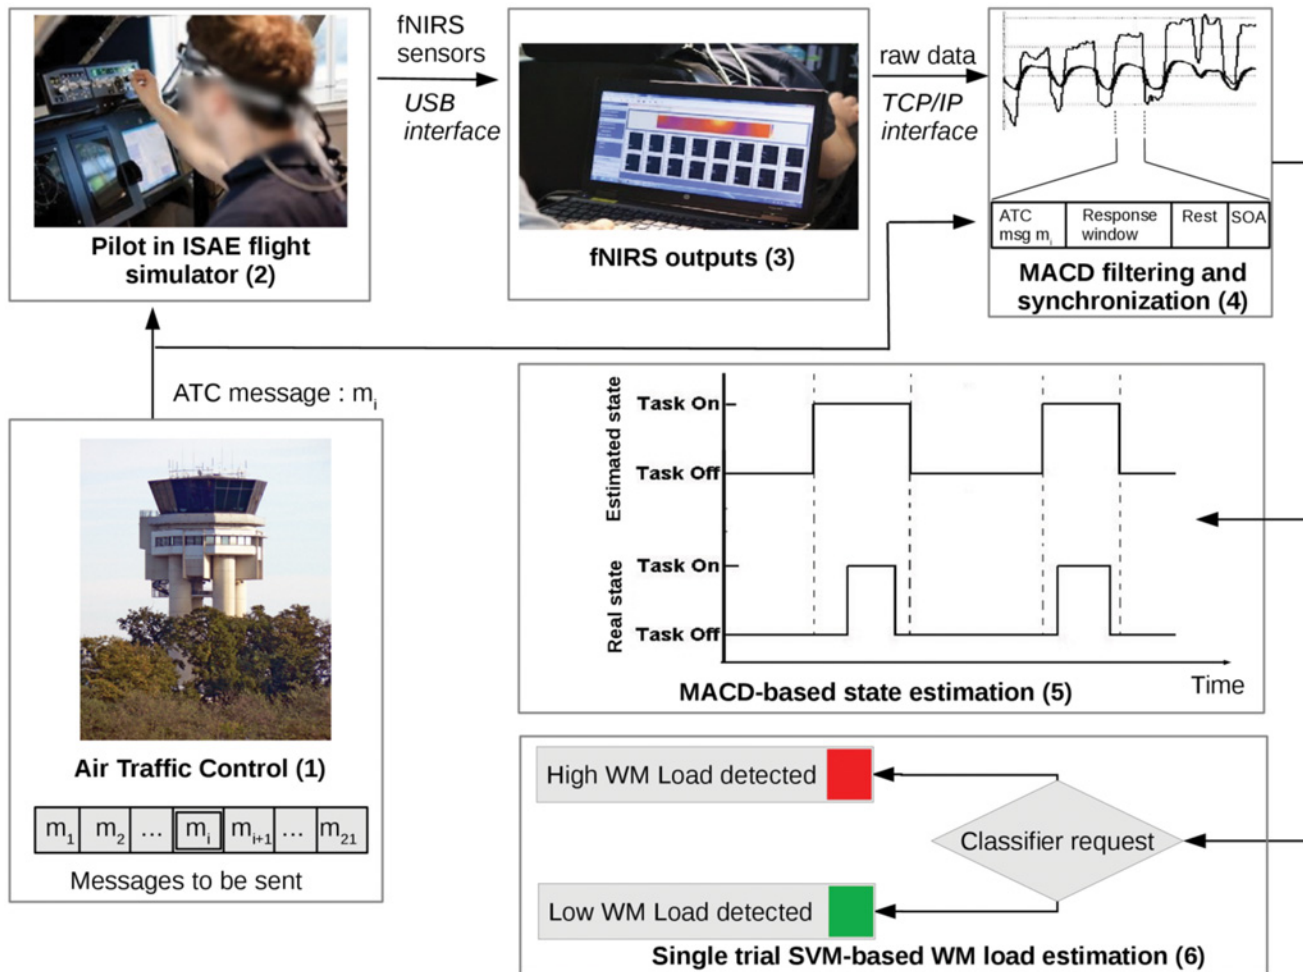 fNIRS
sensors
USB
interface
raw data
TCP/IP
interface
ATC
msg mᵢ
Response
window
Rest
SOA
Pilot in ISAE flight
simulator (2)
fNIRS outputs (3)
MACD filtering and
synchronization (4)
ATC message : mᵢ
Estimated state
Task On
Task Off
Real state
Task On
Task Off
Time
MACD-based state estimation (5)
Air Traffic Control (1)
m₁ m₂ ... mᵢ mᵢ₊₁ ... m₂₁
Messages to be sent
High WM Load detected
Classifier request
Low WM Load detected
Single trial SVM-based WM load estimation (6)